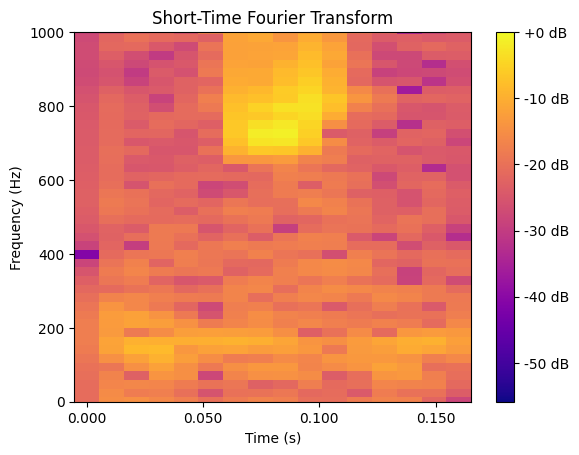 Short-Time Fourier Transform
1000
800
600
400
200
0
Frequency (Hz)
0.000
0.050
0.100
0.150
Time (s)
+0 dB
-10 dB
-20 dB
-30 dB
-40 dB
-50 dB